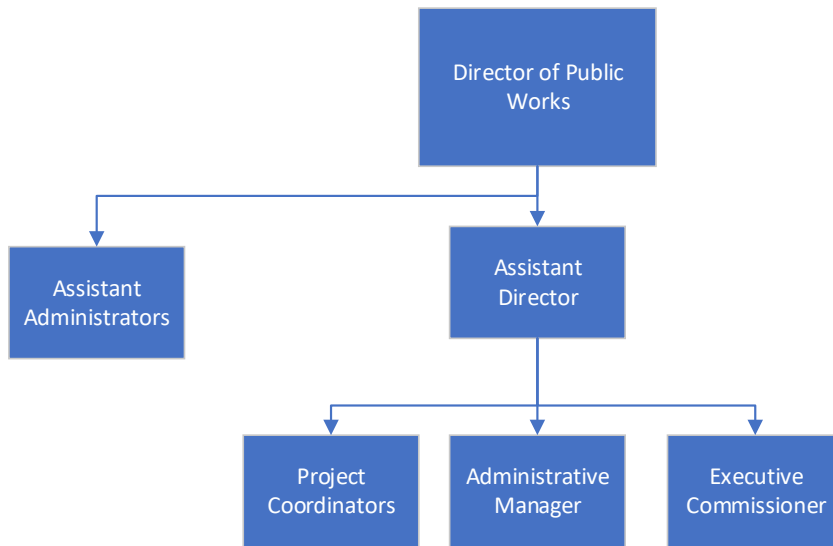 Director of Public
Works
Assistant
Administrators
Assistant
Director
Project
Coordinators
Administrative
Manager
Executive
Commissioner